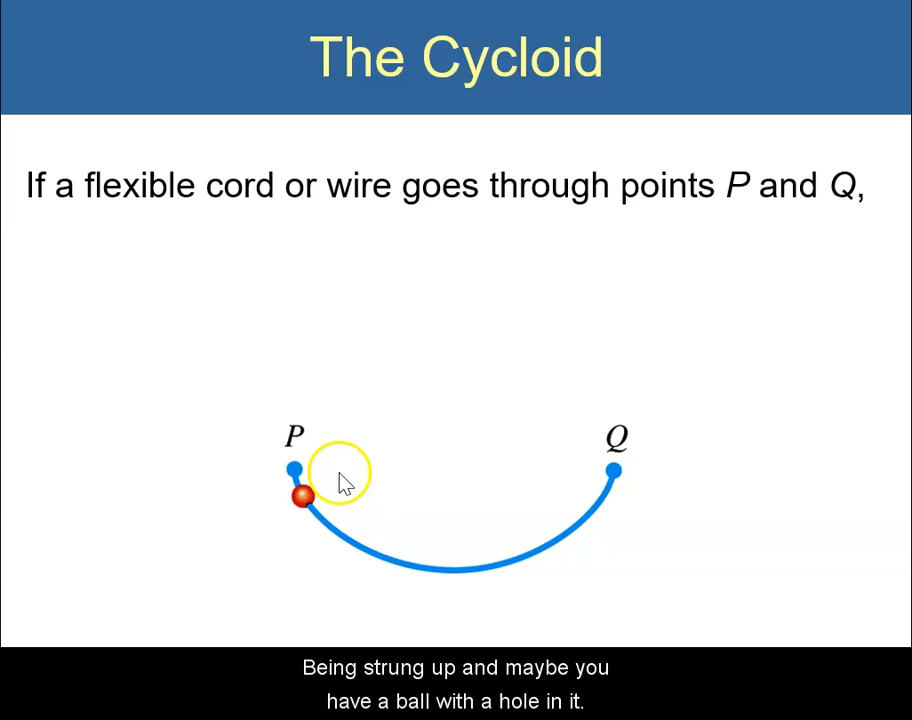 The Cycloid
If a flexible cord or wire goes through points P and Q,
P
Q
Being strung up and maybe you
have a ball with a hole in it.